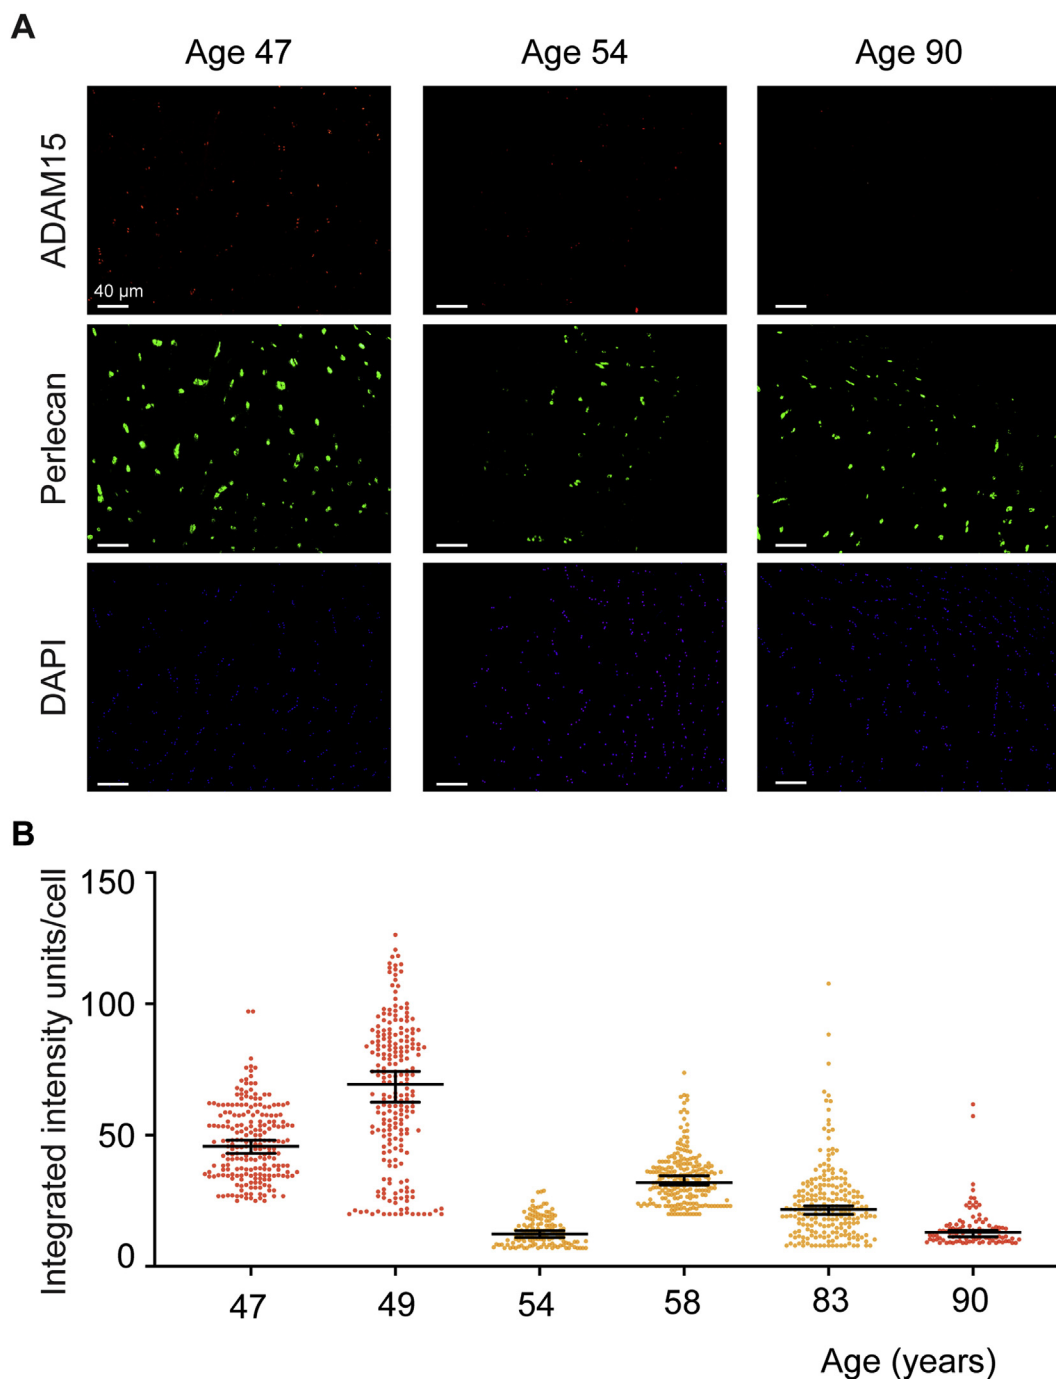 A
Age 47
Age 54
Age 90
ADAM15
40 µm
Perlecan
DAPI
B
Integrated intensity units/cell
150
100
50
0
47
49
54
58
83
90
Age (years)